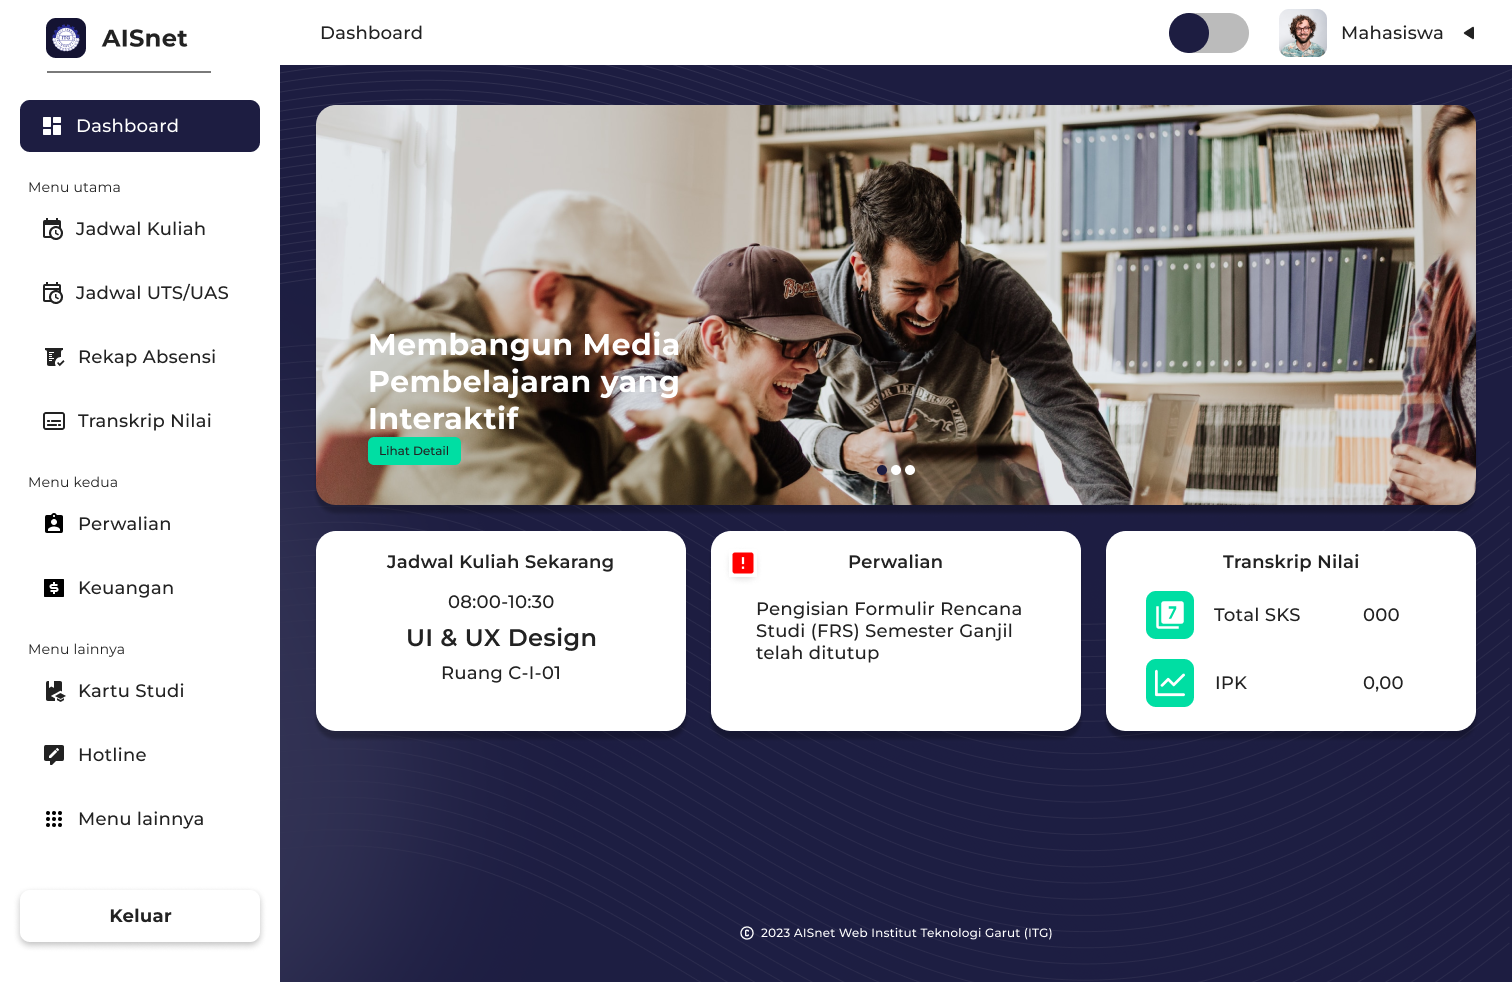 AISnet
Dashboard
Mahasiswa
Dashboard
Menu utama
Jadwal Kuliah
Jadwal UTS/UAS
Rekap Absensi
Transkrip Nilai
Menu kedua
Perwalian
Keuangan
Menu lainnya
Kartu Studi
Hotline
Menu lainnya
Keluar
Membangun Media
Pembelajaran yang
Interaktif
Lihat Detail
Jadwal Kuliah Sekarang
08:00-10:30
UI & UX Design
Ruang C-I-01
Perwalian
Pengisian Formulir Rencana
Studi (FRS) Semester Ganjil
telah ditutup
Transkrip Nilai
7
Total SKS 000
IPK 0,00
© 2023 AISnet Web Institut Teknologi Garut (ITG)